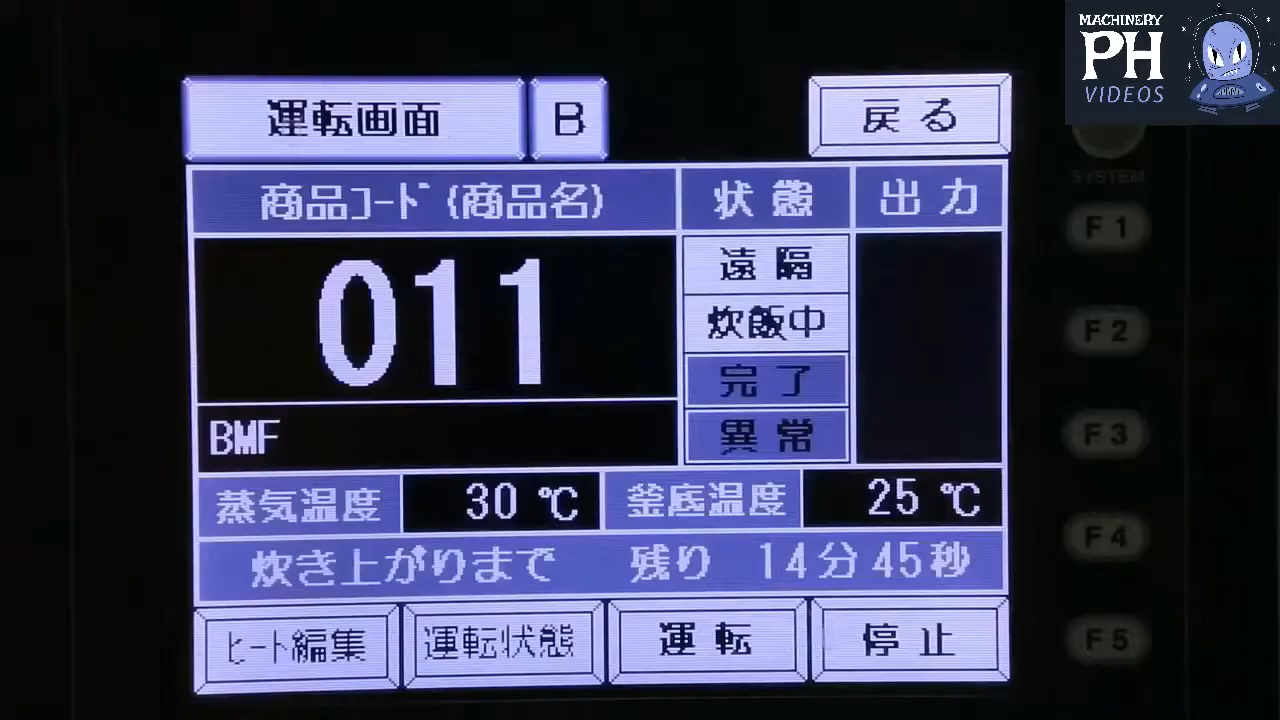 MACHINERY
PH
VIDEOS
運転画面 B 戻る
商品コード(商品名) 状態 出力
011
遠隔
炊飯中
完了
異常
BMF
蒸気温度 30 ℃ 釜底温度 25 ℃
炊き上がりまで 残り 14分45秒
ヒート編集 運転状態 運転 停止
SYSTEM
F1
F2
F3
F4
F5